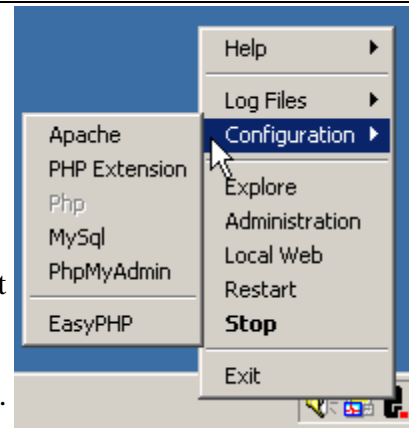 Help
Log Files
Configuration
Explore
Administration
Local Web
Restart
Stop
Exit
Apache
PHP Extension
Php
MySql
PhpMyAdmin
EasyPHP
t
.